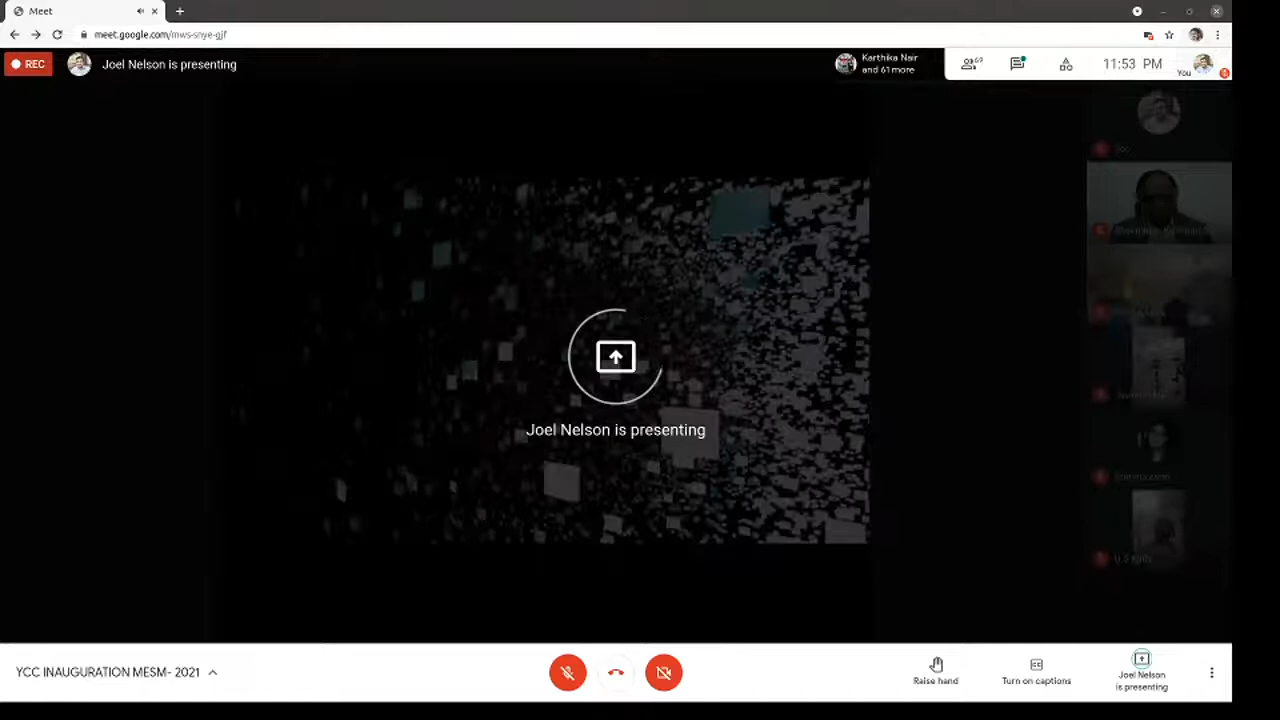 Meet
meet.google.com/mws-snye-gjf
REC
Joel Nelson is presenting
Karthika Nair
and 61 more
69
11:53 PM
You
You
Joel Nelson is presenting
YCC INAUGURATION MESM- 2021
Raise hand
Turn on captions
Joel Nelson
is presenting